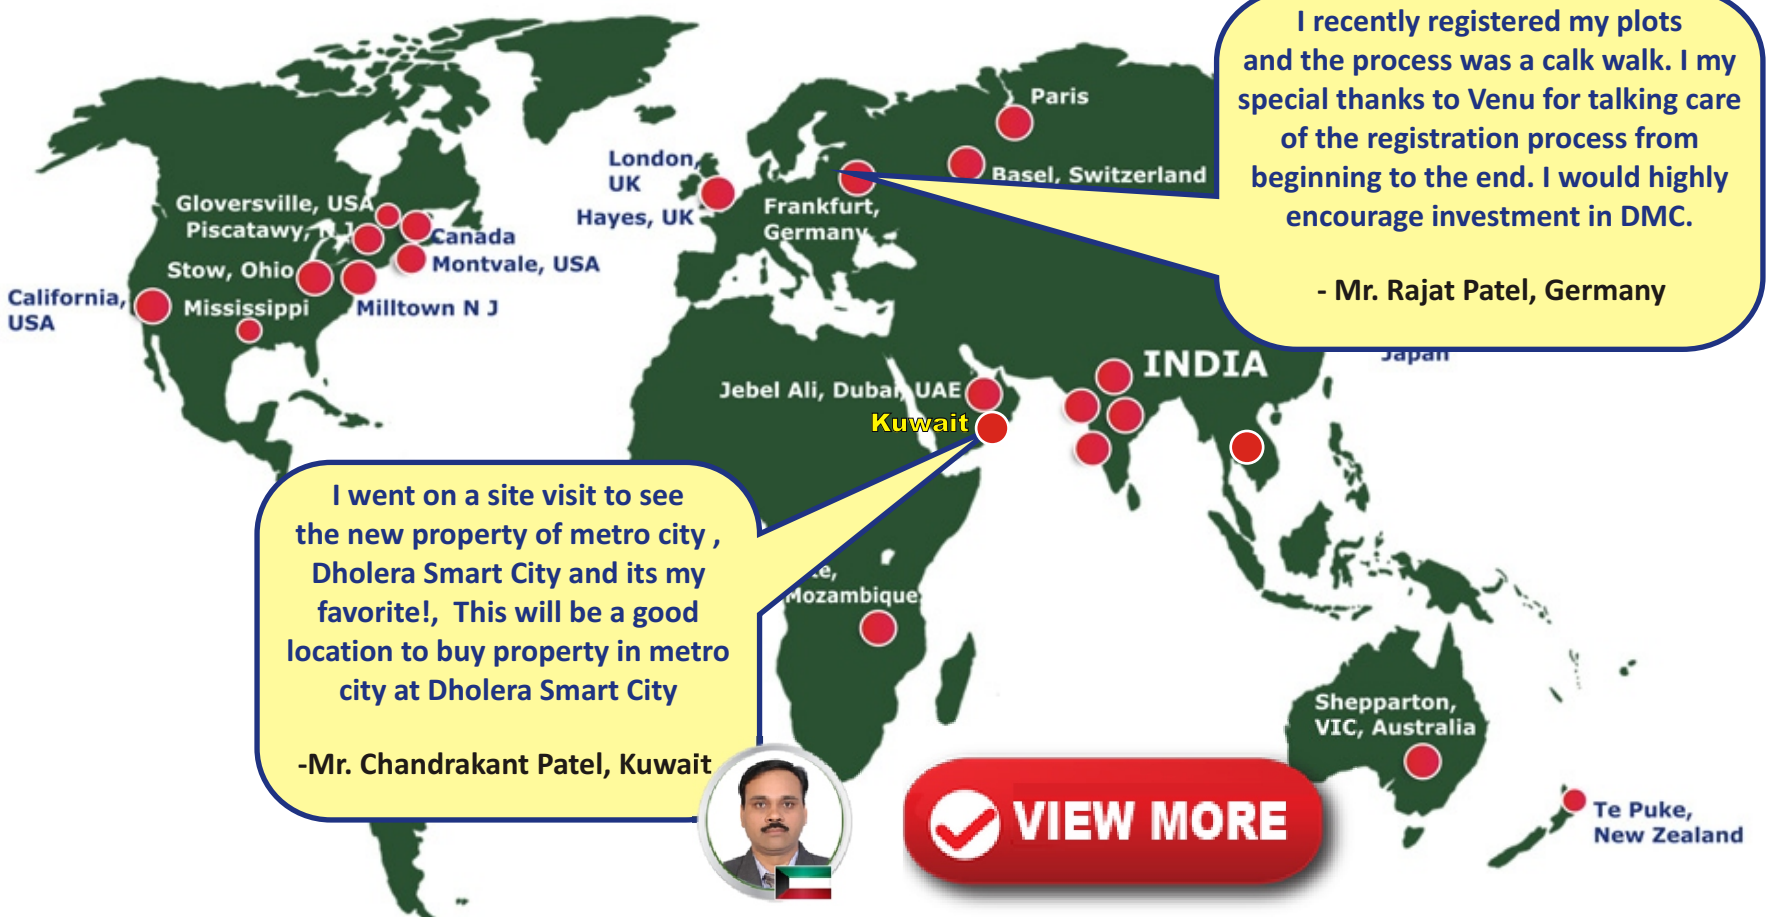 I recently registered my plots
and the process was a calk walk. I my
special thanks to Venu for talking care
of the registration process from
beginning to the end. I would highly
encourage investment in DMC.
- Mr. Rajat Patel, Germany
Paris
London,
UK
Basel, Switzerland
Hayes, UK
Frankfurt,
Germany
Gloversville, USA
Piscatawy, N J
Canada
Montvale, USA
Stow, Ohio
California,
USA
Mississippi
Milltown N J
Japan
INDIA
Jebel Ali, Dubai, UAE
Kuwait
I went on a site visit to see
the new property of metro city ,
Dholera Smart City and its my
favorite!, This will be a good
location to buy property in metro
city at Dholera Smart City
-Mr. Chandrakant Patel, Kuwait
Mozambique
Shepparton,
VIC, Australia
VIEW MORE
Te Puke,
New Zealand